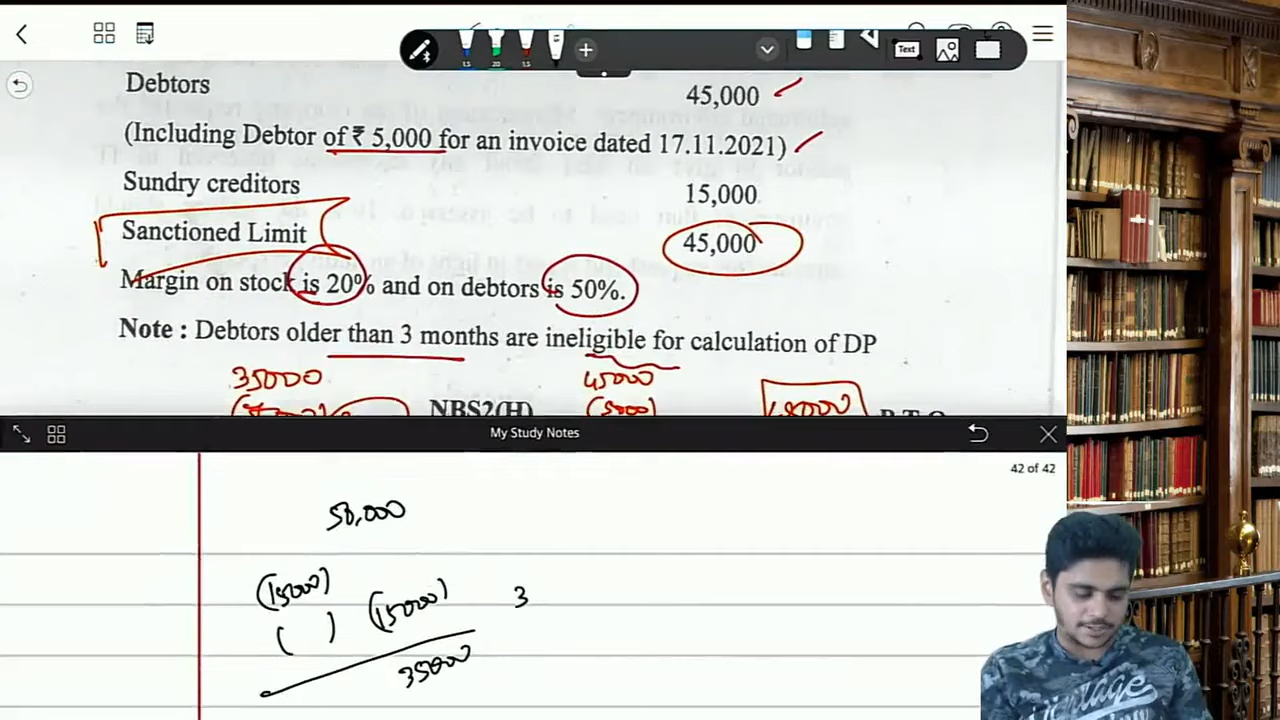 Text
Debtors 45,000
(Including Debtor of ₹ 5,000 for an invoice dated 17.11.2021)
Sundry creditors 15,000
Sanctioned Limit 45,000
Margin on stock is 20% and on debtors is 50%.
Note : Debtors older than 3 months are ineligible for calculation of DP
35000 45000
NBS2(H) (5000) P.T.O
My Study Notes
42 of 42
50,000
(15000)
( ) (15000) 3
35000